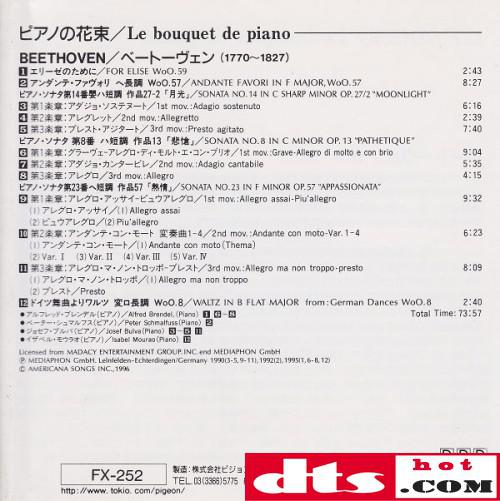 ピアノの花束／Le bouquet de piano
BEETHOVEN／ベートーヴェン (1770〜1827)
1 エリーゼのために／FOR ELISE WoO.59 2:43
2 アンダンテ・ファヴォリ ヘ長調 WoO.57／ANDANTE FAVORI IN F MAJOR, WoO.57 8:27
ピアノ・ソナタ第14番嬰ハ短調 作品27-2「月光」／SONATA NO.14 IN C SHARP MINOR OP.27/2 "MOONLIGHT"
3 第1楽章：アダジョ・ソステヌート／1st mov.:Adagio sostenuto 6:16
4 第2楽章：アレグレット／2nd mov.:Allegretto 2:39
5 第3楽章：プレスト・アジタート／3rd mov.:Presto agitato 7:40
ピアノ・ソナタ 第8番 ハ短調 作品13「悲愴」／SONATA NO.8 IN C MINOR OP.13 "PATHETIQUE"
6 第1楽章：グラーヴェーアレグロ・ディ・モルト・エ・コン・ブリオ／1st mov.:Grave-Allegro di molto e con brio 9:04
7 第2楽章：アダジョ・カンタービレ／2nd mov.:Adagio cantabile 5:35
8 第3楽章：アレグロ／3rd mov.:Allegro 4:15
ピアノ・ソナタ第23番ヘ短調 作品57「熱情」／SONATA NO.23 IN F MINOR OP.57 "APPASSIONATA"
9 第1楽章：アレグロ・アッサイーピュウアレグロ／1st mov.:Allegro assai-Piu'allegro 9:32
(1) アレグロ・アッサイ／(1) Allegro assai
(2) ピュウアレグロ／(2) Piu'allegro
10 第2楽章：アンダンテ・コン・モート 変奏曲1-4／2nd mov.:Andante con moto-Var. 1-4 6:23
(1) アンダンテ・コン・モート／(1) Andante con moto (Thema)
(2) Var. Ⅰ (3) Var. Ⅱ (4) Var. Ⅲ (5) Var. Ⅳ
11 第3楽章：アレグロ・マ・ノン・トロッポ-プレスト／3rd mov.:Allegro ma non troppo-presto 8:09
(1) アレグロ・マ・ノン・トロッポ／(1) Allegro ma non troppo
(2) プレスト／(2) Presto
12 ドイツ舞曲よりワルツ 変ロ長調 WoO.8／WALTZ IN B FLAT MAJOR from: German Dances WoO.8 2:40
●アルフレッド・ブレンデル(ピアノ)／Alfred Brendel, (Piano) 1 6-8 Total Time: 73:57
●ペーター・シュマルフス(ピアノ)／Peter Schmalfuss (Piano) 2
●ジョセフ・ブルバ(ピアノ)／Josef Bulva (Piano) 3-5 9-11
●イザベル・モウラオ(ピアノ)／Isabel Mourao (Piano) 12
Licensed from MADACY ENTERTAINMENT GROUP, INC. and MEDIAPHON GmbH
Ⓟ MEDIAPHON GmbH, Leinfelden-Echterdingen/Germany 1990(3-5, 9-11), 1992(2), 1995(1, 6-8, 12)
© AMERICANA SONGS INC., 1996
FX-252
製造：株式会社ピジョン
TEL.03(3366)5775
http://www.tokio.com/pigeon/
DDD
dts hot .COM